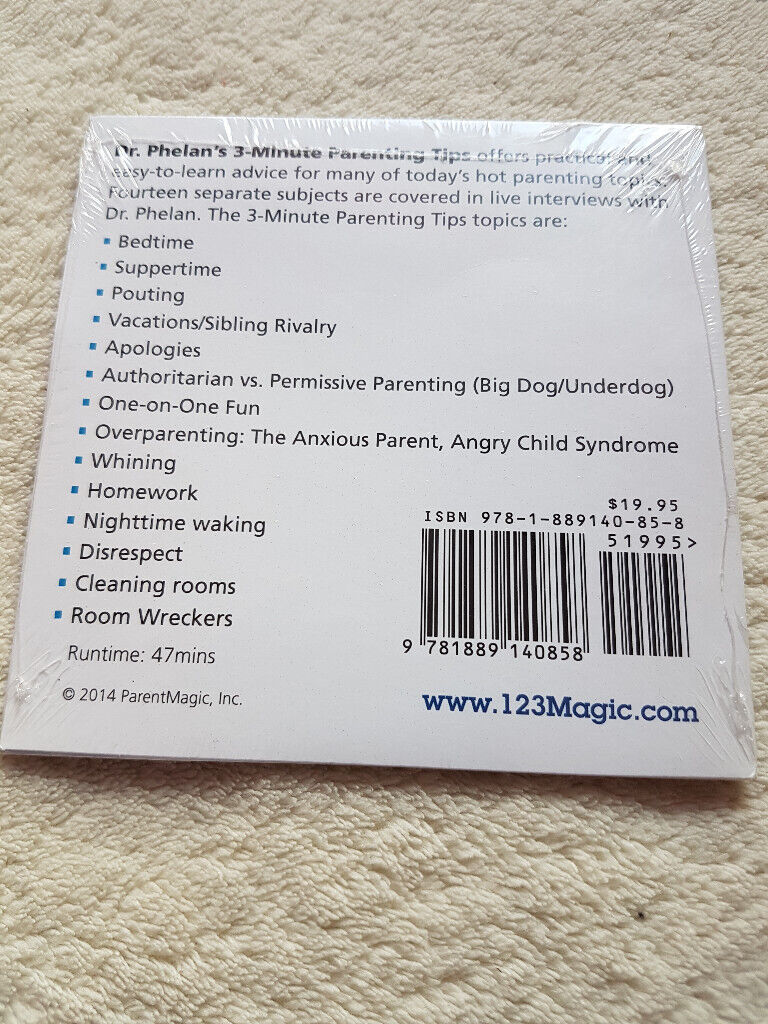 Dr. Phelan's 3-Minute Parenting Tips offers practical and
easy-to-learn advice for many of today's hot parenting topics.
Fourteen separate subjects are covered in live interviews with
Dr. Phelan. The 3-Minute Parenting Tips topics are:
▪ Bedtime
▪ Suppertime
▪ Pouting
▪ Vacations/Sibling Rivalry
▪ Apologies
▪ Authoritarian vs. Permissive Parenting (Big Dog/Underdog)
▪ One-on-One Fun
▪ Overparenting: The Anxious Parent, Angry Child Syndrome
▪ Whining
▪ Homework
▪ Nighttime waking
▪ Disrespect
▪ Cleaning rooms
▪ Room Wreckers
Runtime: 47mins
© 2014 ParentMagic, Inc.
$19.95
ISBN 978-1-889140-85-8
51995>
9 781889 140858
www.123Magic.com